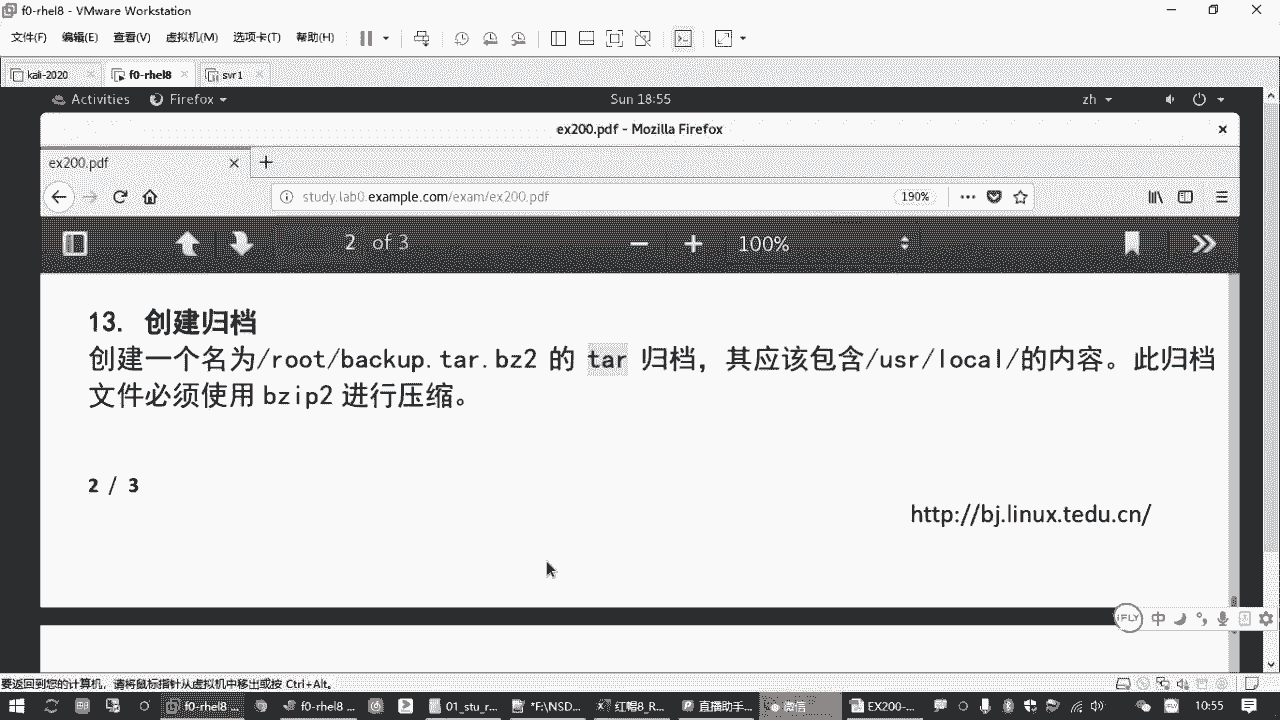 f0-rhel8 - VMware Workstation
文件(F) 编辑(E) 查看(V) 虚拟机(M) 选项卡(T) 帮助(H)
kali-2020 f0-rhel8 svr1
Activities Firefox Sun 18:55 zh
ex200.pdf - Mozilla Firefox
ex200.pdf
study.lab0.example.com/exam/ex200.pdf 190%
2 of 3 100%
13. 创建归档
创建一个名为/root/backup.tar.bz2 的 tar 归档，其应该包含/usr/local/的内容。此归档
文件必须使用 bzip2 进行压缩。
2 / 3
http://bj.linux.tedu.cn/
iFLY 中
要返回到您的计算机，请将鼠标指针从虚拟机中移出或按 Ctrl+Alt。
f0-rhel8 ... f0-rhel8 ... 01_stu_r... *F:\NSD... 红帽8_R... 直播助手... 微信 EX200-... 10:55